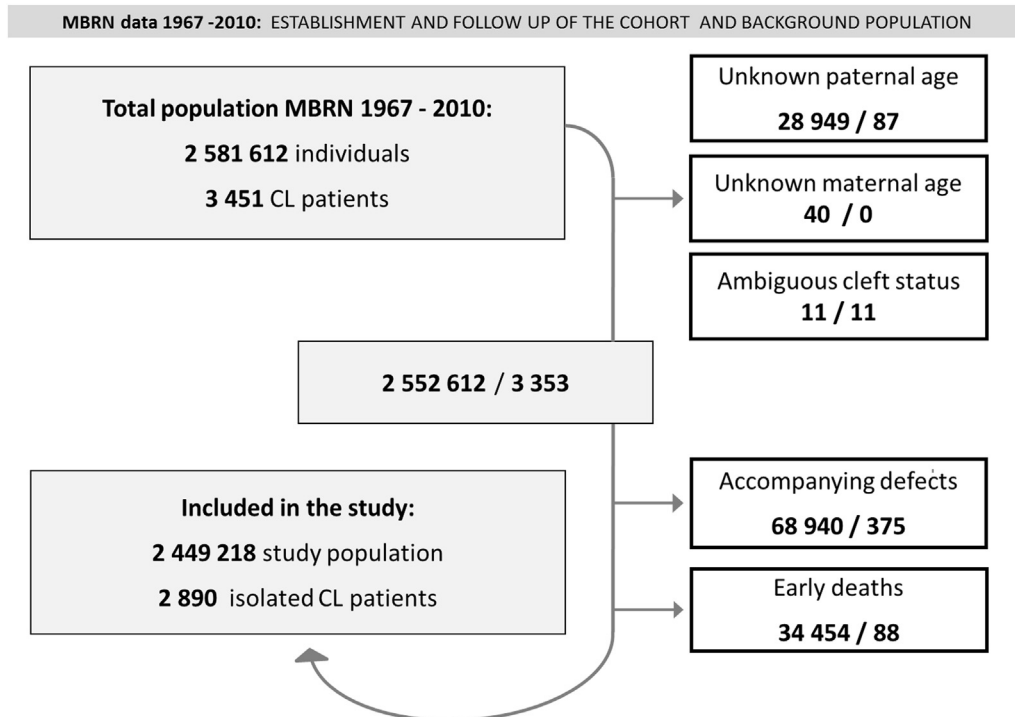 MBRN data 1967 -2010: ESTABLISHMENT AND FOLLOW UP OF THE COHORT AND BACKGROUND POPULATION
Total population MBRN 1967 - 2010:
2 581 612 individuals
3 451 CL patients
Unknown paternal age
28 949 / 87
Unknown maternal age
40 / 0
Ambiguous cleft status
11 / 11
2 552 612 / 3 353
Included in the study:
2 449 218 study population
2 890 isolated CL patients
Accompanying defects
68 940 / 375
Early deaths
34 454 / 88